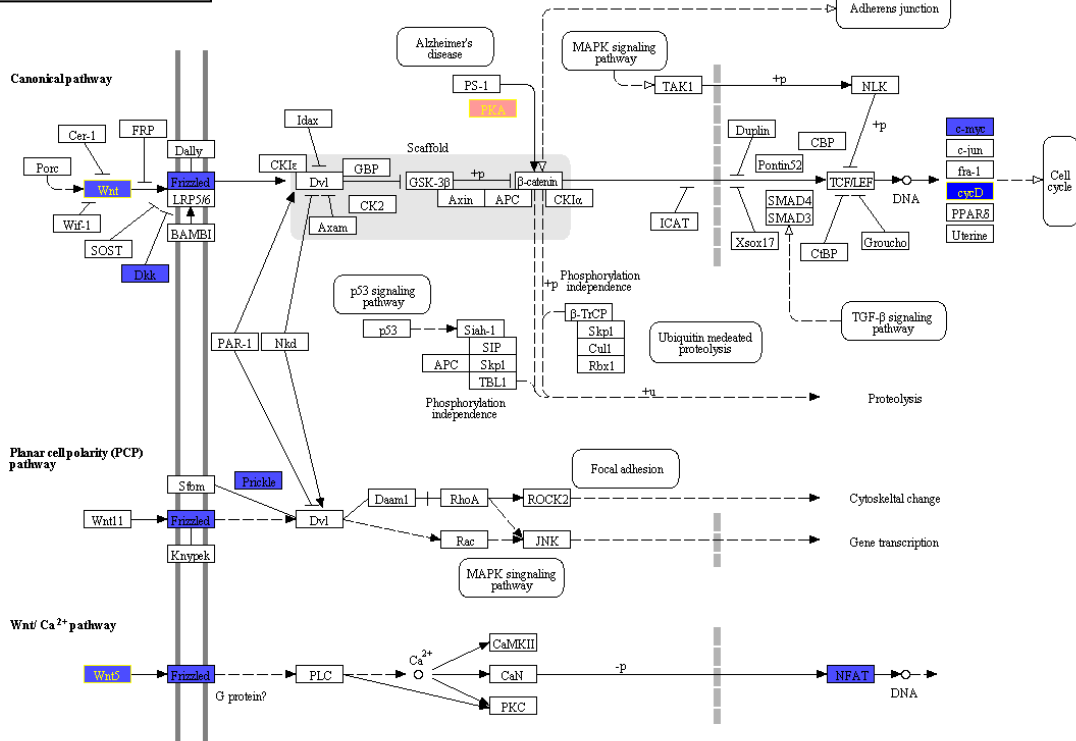 Adherens junction
Alzheimer's
disease
MAPK signaling
pathway
Canonical pathway
PS-1
TAK1
+p
NLK
PKA
Cer-1
FRP
Idax
Duplin
CBP
+p
c-myc
Dally
Scaffold
c-jun
Porc
CKIε
GBP
Pontin52
fra-1
Cell
cycle
Wnt
Frizzled
Dvl
GSK-3β
+p
β-catenin
TCF/LEF
DNA
cycD
LRP5/6
CK2
Axin
APC
CKIα
SMAD4
SMAD3
PPARδ
Wif-1
Axam
ICAT
Uterine
SOST
BAMBI
Xsox17
CtBP
Groucho
Dkk
p53 signaling
pathway
+p
Phosphorylation
independence
β-TrCP
Skp1
Cul1
Rbx1
Ubiquitin medeated
proteolysis
TGF-β signaling
pathway
p53
Siah-1
PAR-1
Nkd
SIP
APC
Skp1
TBL1
Phosphorylation
independence
+u
Proteolysis
Planar cell polarity (PCP)
pathway
Focal adhesion
Stbm
Prickle
Daam1
RhoA
ROCK2
Cytoskeltal change
Wnt11
Frizzled
Dvl
Rac
JNK
Gene transcription
Knypek
MAPK singnaling
pathway
Wnt/ Ca2+ pathway
CaMKII
Ca2+
Wnt5
Frizzled
PLC
CaN
-p
NFAT
DNA
G protein?
PKC